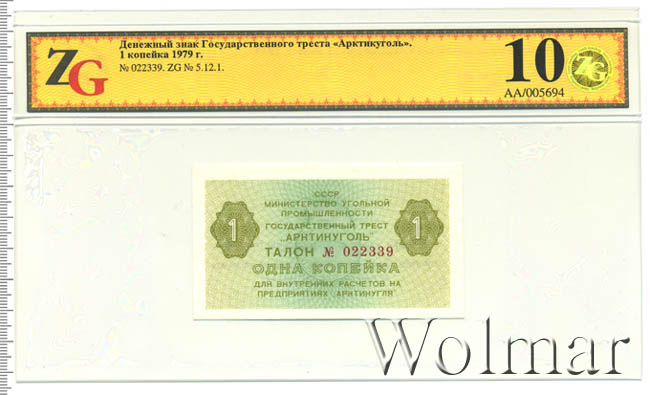 ZG
Денежный знак Государственного треста «Арктикуголь».
1 копейка 1979 г.
№ 022339. ZG № 5.12.1.
10
ZG
AA/005694
СССР
МИНИСТЕРСТВО УГОЛЬНОЙ
ПРОМЫШЛЕННОСТИ
ГОСУДАРСТВЕННЫЙ ТРЕСТ
„АРКТИКУГОЛЬ"
1 ТАЛОН № 022339 1
ОДНА КОПЕЙКА
ДЛЯ ВНУТРЕННИХ РАСЧЕТОВ НА
ПРЕДПРИЯТИЯХ „АРКТИКУГЛЯ"
Wolmar